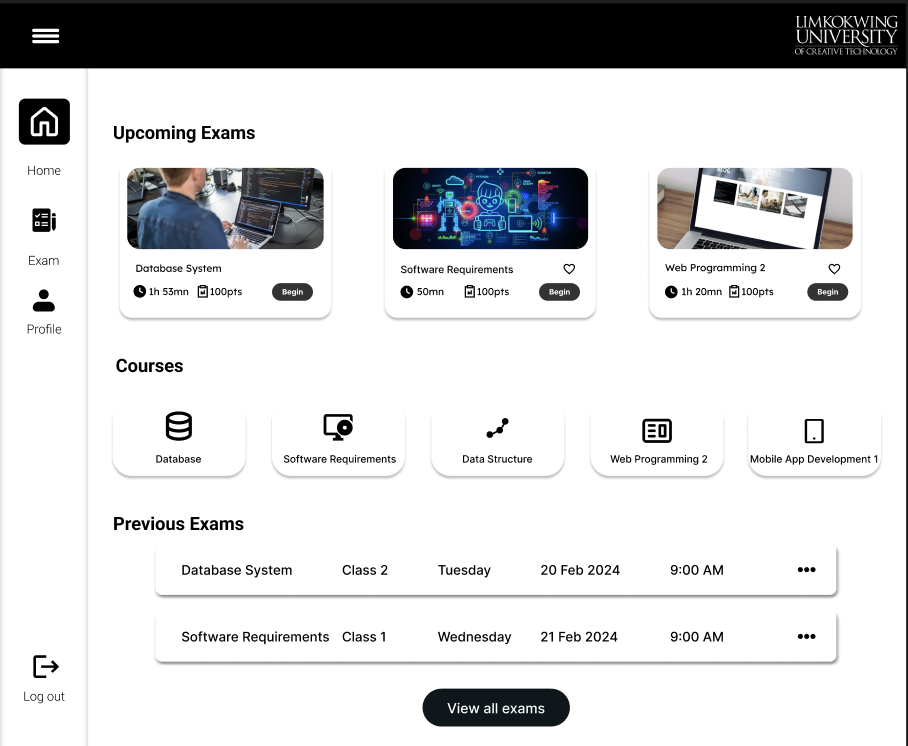 LIMKOKWING
UNIVERSITY
OF CREATIVE TECHNOLOGY
Home
Exam
Profile
Log out
Upcoming Exams
Database System
1h 53mn 100pts Begin
Software Requirements
50mn 100pts Begin
Web Programming 2
1h 20mn 100pts Begin
Courses
Database
Software Requirements
Data Structure
Web Programming 2
Mobile App Development 1
Previous Exams
Database System Class 2 Tuesday 20 Feb 2024 9:00 AM
Software Requirements Class 1 Wednesday 21 Feb 2024 9:00 AM
View all exams